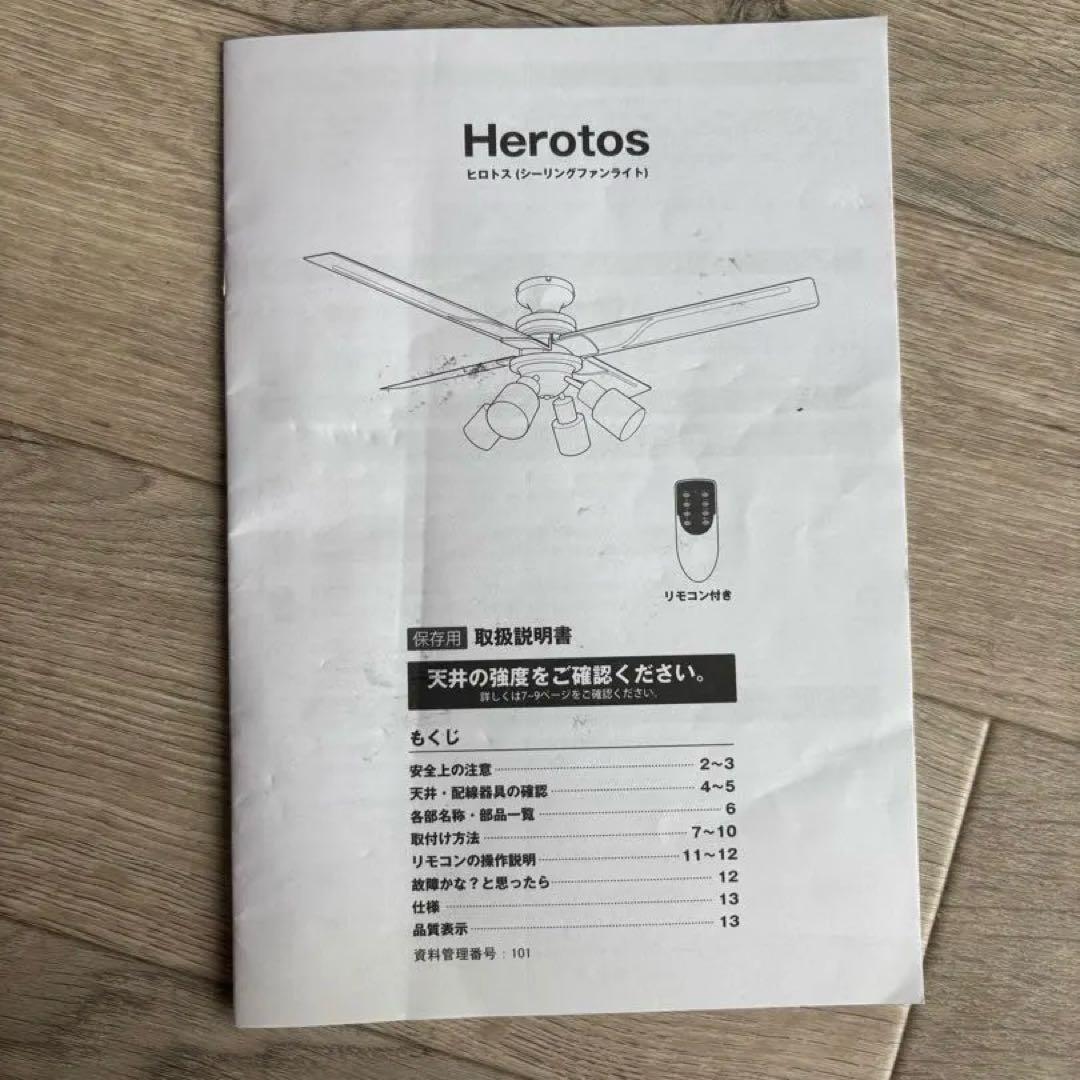 Herotos
ヒロトス (シーリングファンライト)
リモコン付き
保存用 取扱説明書
天井の強度をご確認ください。
詳しくは7~9ページをご確認ください。
もくじ
安全上の注意 2〜3
天井・配線器具の確認 4〜5
各部名称・部品一覧 6
取付け方法 7〜10
リモコンの操作説明 11〜12
故障かな？と思ったら 12
仕様 13
品質表示 13
資料管理番号：101